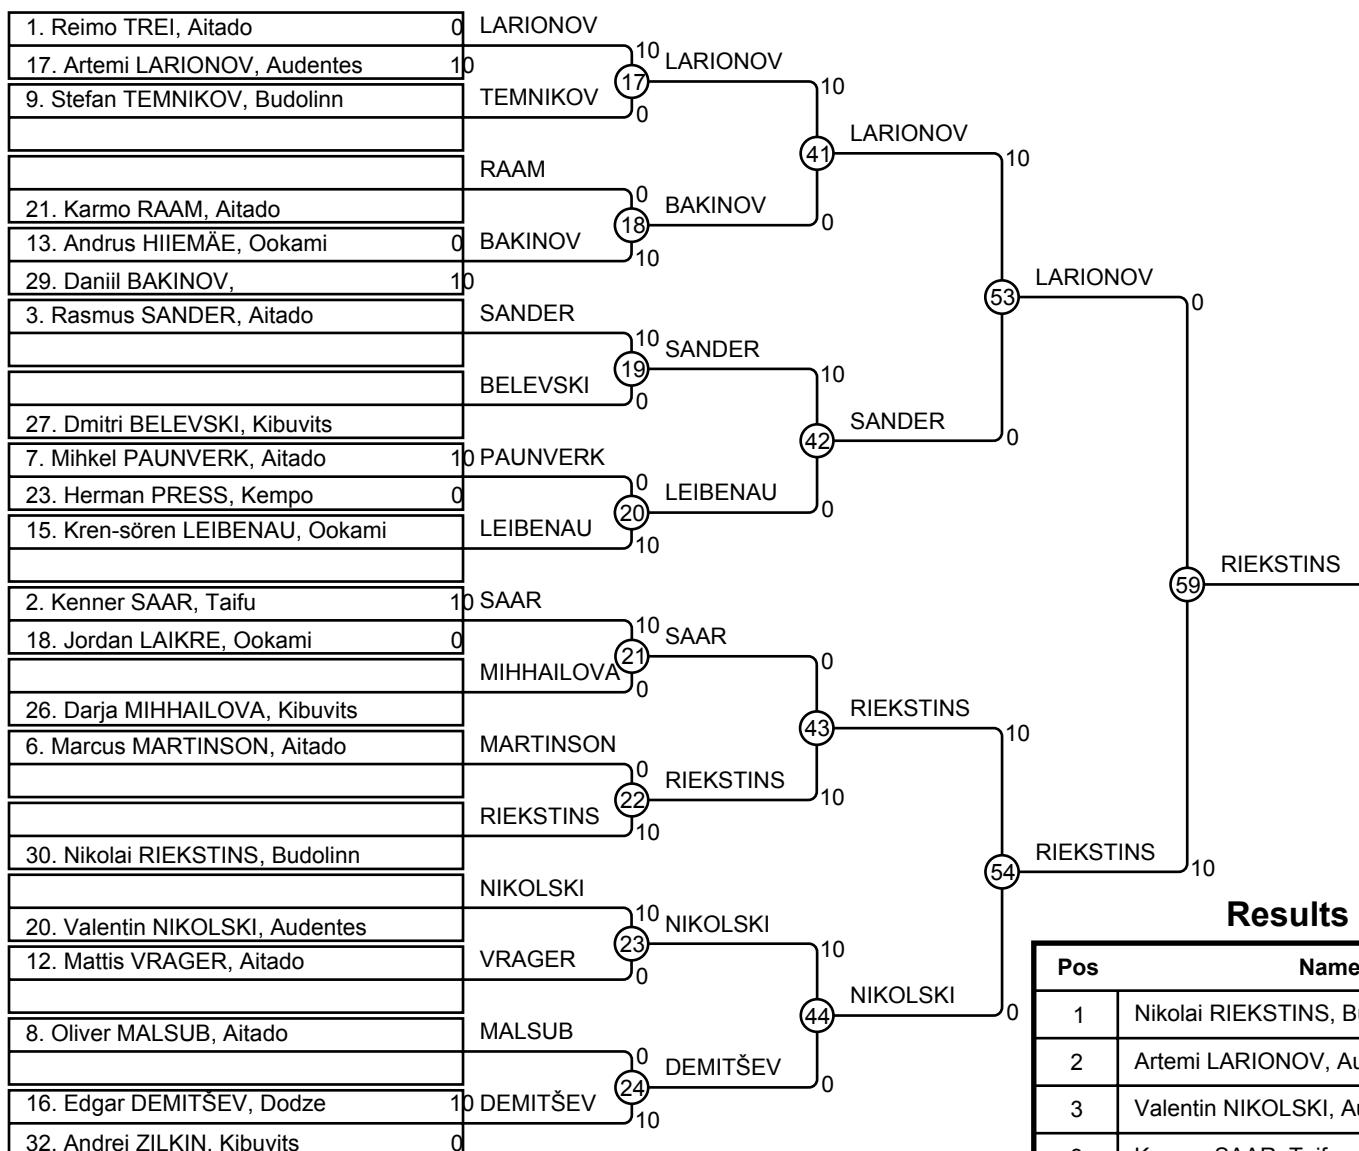 1. Reimo TREI, Aitado 0
17. Artemi LARIONOV, Audentes 10
9. Stefan TEMNIKOV, Budolinn
21. Karmo RAAM, Aitado
13. Andrus HIIEMÄE, Ookami 0
29. Daniil BAKINOV, 10
3. Rasmus SANDER, Aitado
27. Dmitri BELEVSKI, Kibuvits
7. Mihkel PAUNVERK, Aitado 10
23. Herman PRESS, Kempo 0
15. Kren-sören LEIBENAU, Ookami
2. Kenner SAAR, Taifu 10
18. Jordan LAIKRE, Ookami 0
26. Darja MIHHAILOVA, Kibuvits
6. Marcus MARTINSON, Aitado
30. Nikolai RIEKSTINS, Budolinn
20. Valentin NIKOLSKI, Audentes
12. Mattis VRAGER, Aitado
8. Oliver MALSUB, Aitado
16. Edgar DEMITŠEV, Dodze 10
32. Andrei ZILKIN, Kibuvits 0
LARIONOV 10
17
TEMNIKOV 0
RAAM 0
18
BAKINOV 10
SANDER 10
19
BELEVSKI 0
PAUNVERK 0
20
LEIBENAU 10
SAAR 10
21
MIHHAILOVA 0
MARTINSON 0
22
RIEKSTINS 10
NIKOLSKI 10
23
VRAGER 0
MALSUB 0
24
DEMITŠEV 10
LARIONOV 10
41
BAKINOV 0
SANDER 10
42
LEIBENAU 0
SAAR 0
43
RIEKSTINS 10
NIKOLSKI 10
44
DEMITŠEV 0
LARIONOV 10
53
SANDER 0
RIEKSTINS 10
54
NIKOLSKI 0
LARIONOV 0
59
RIEKSTINS 10
RIEKSTINS
Results
Pos Name
1 Nikolai RIEKSTINS,
2 Artemi LARIONOV,
3 Valentin NIKOLSKI,